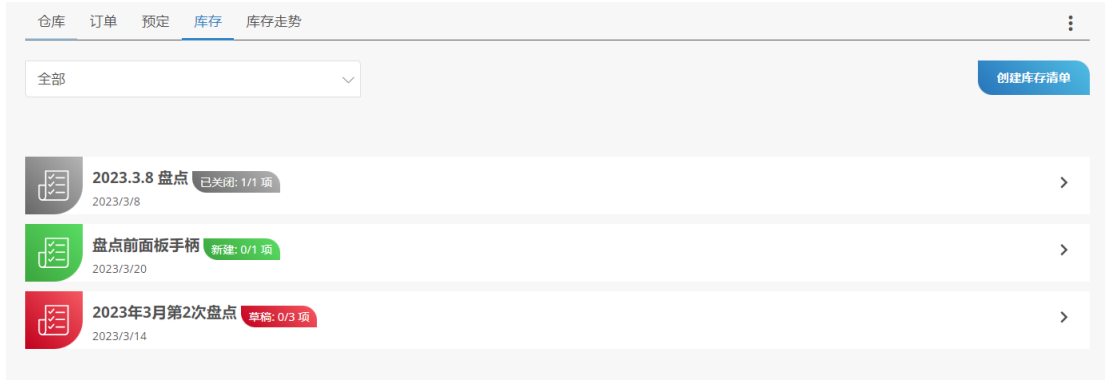 仓库 订单 预定 库存 库存走势
全部
创建库存清单
2023.3.8 盘点 已关闭: 1/1 项
2023/3/8
盘点前面板手柄 新建: 0/1 项
2023/3/20
2023年3月第2次盘点 草稿: 0/3 项
2023/3/14